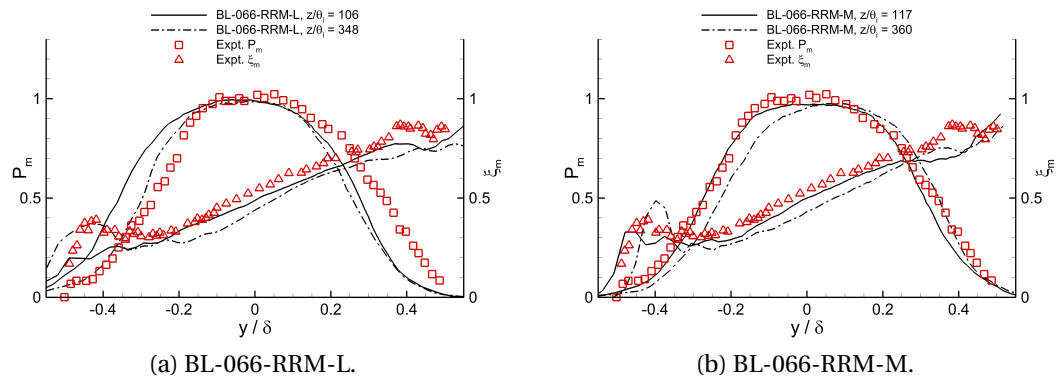 BL-066-RRM-L, z/θi = 106
BL-066-RRM-L, z/θi = 348
Expt. Pm
Expt. ξm
Pm
ξm
1
0.5
0
1
0.5
0
-0.4 -0.2 0 0.2 0.4
y / δ
(a) BL-066-RRM-L.
BL-066-RRM-M, z/θi = 117
BL-066-RRM-M, z/θi = 360
Expt. Pm
Expt. ξm
Pm
ξm
1
0.5
0
1
0.5
0
-0.4 -0.2 0 0.2 0.4
y / δ
(b) BL-066-RRM-M.